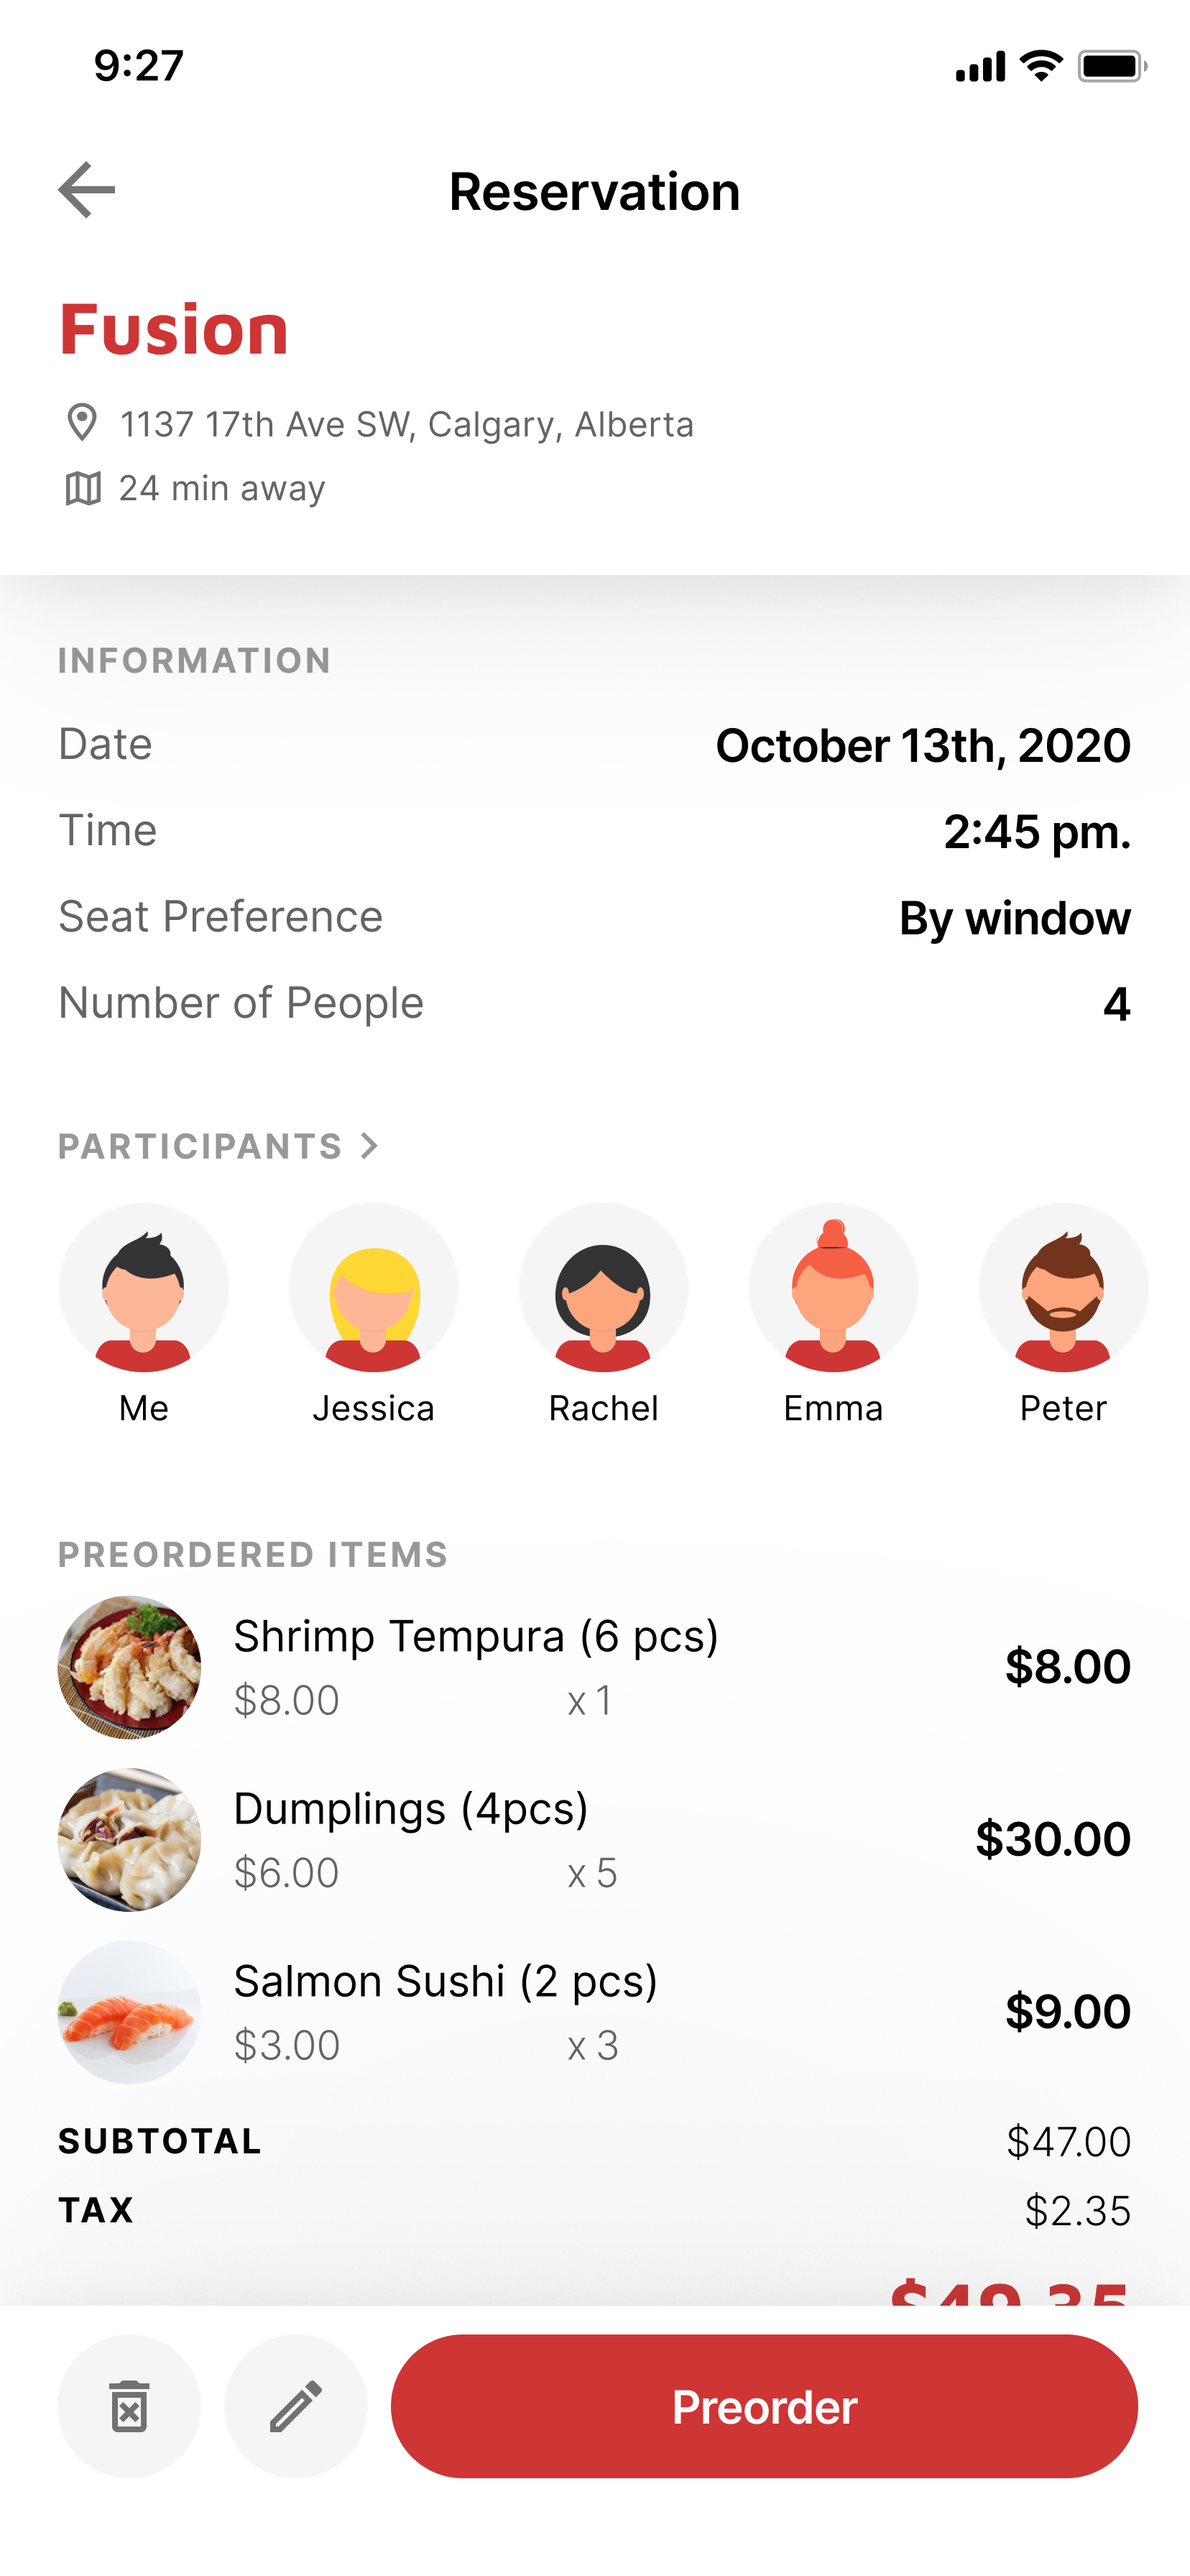 9:27
Reservation
Fusion
1137 17th Ave SW, Calgary, Alberta
24 min away
INFORMATION
Date October 13th, 2020
Time 2:45 pm.
Seat Preference By window
Number of People 4
PARTICIPANTS >
Me Jessica Rachel Emma Peter
PREORDERED ITEMS
Shrimp Tempura (6 pcs)
$8.00 x 1 $8.00
Dumplings (4pcs)
$6.00 x 5 $30.00
Salmon Sushi (2 pcs)
$3.00 x 3 $9.00
SUBTOTAL $47.00
TAX $2.35
$49.35
Preorder